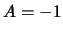 A = −1